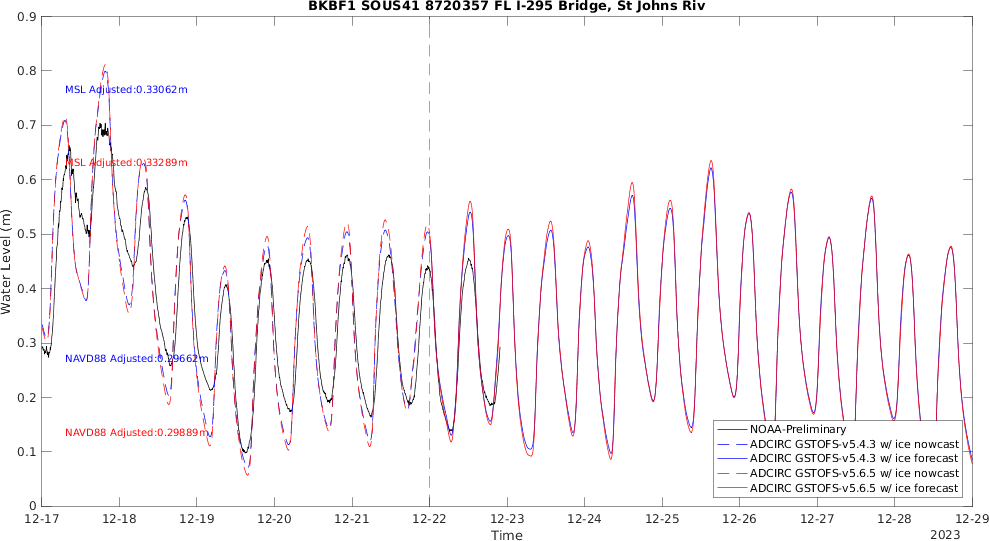 BKBF1 SOUS41 8720357 FL I-295 Bridge, St Johns Riv
0.9
0.8
0.7
0.6
0.5
0.4
0.3
0.2
0.1
0
Water Level (m)
MSL Adjusted:0.33062m
MSL Adjusted:0.33289m
NAVD88 Adjusted:0.29662m
NAVD88 Adjusted:0.29889m
NOAA-Preliminary
ADCIRC GSTOFS-v5.4.3 w/ ice nowcast
ADCIRC GSTOFS-v5.4.3 w/ ice forecast
ADCIRC GSTOFS-v5.6.5 w/ ice nowcast
ADCIRC GSTOFS-v5.6.5 w/ ice forecast
12-17 12-18 12-19 12-20 12-21 12-22 12-23 12-24 12-25 12-26 12-27 12-28 12-29
Time
2023